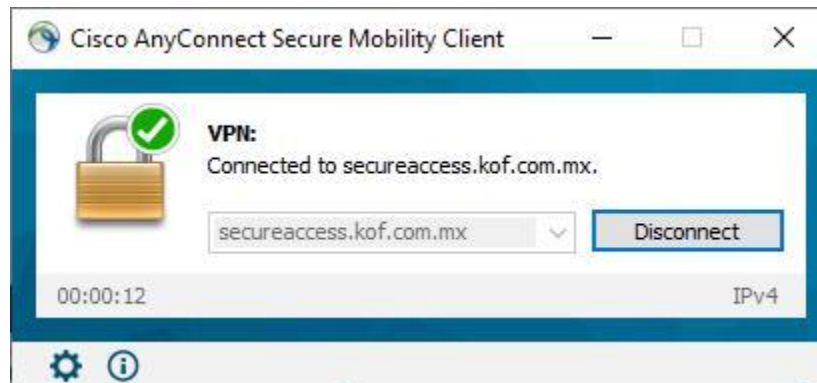 Cisco AnyConnect Secure Mobility Client
VPN:
Connected to secureaccess.kof.com.mx.
secureaccess.kof.com.mx
Disconnect
00:00:12
IPv4